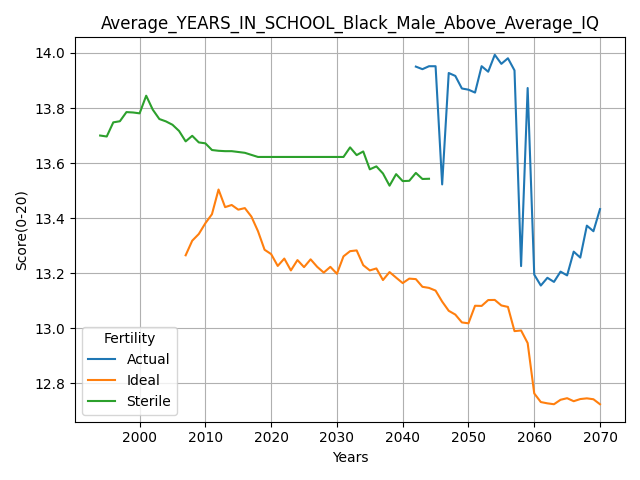 Average_YEARS_IN_SCHOOL_Black_Male_Above_Average_IQ
Score(0-20)
14.0
13.8
13.6
13.4
13.2
13.0
12.8
Fertility
Actual
Ideal
Sterile
2000 2010 2020 2030 2040 2050 2060 2070
Years